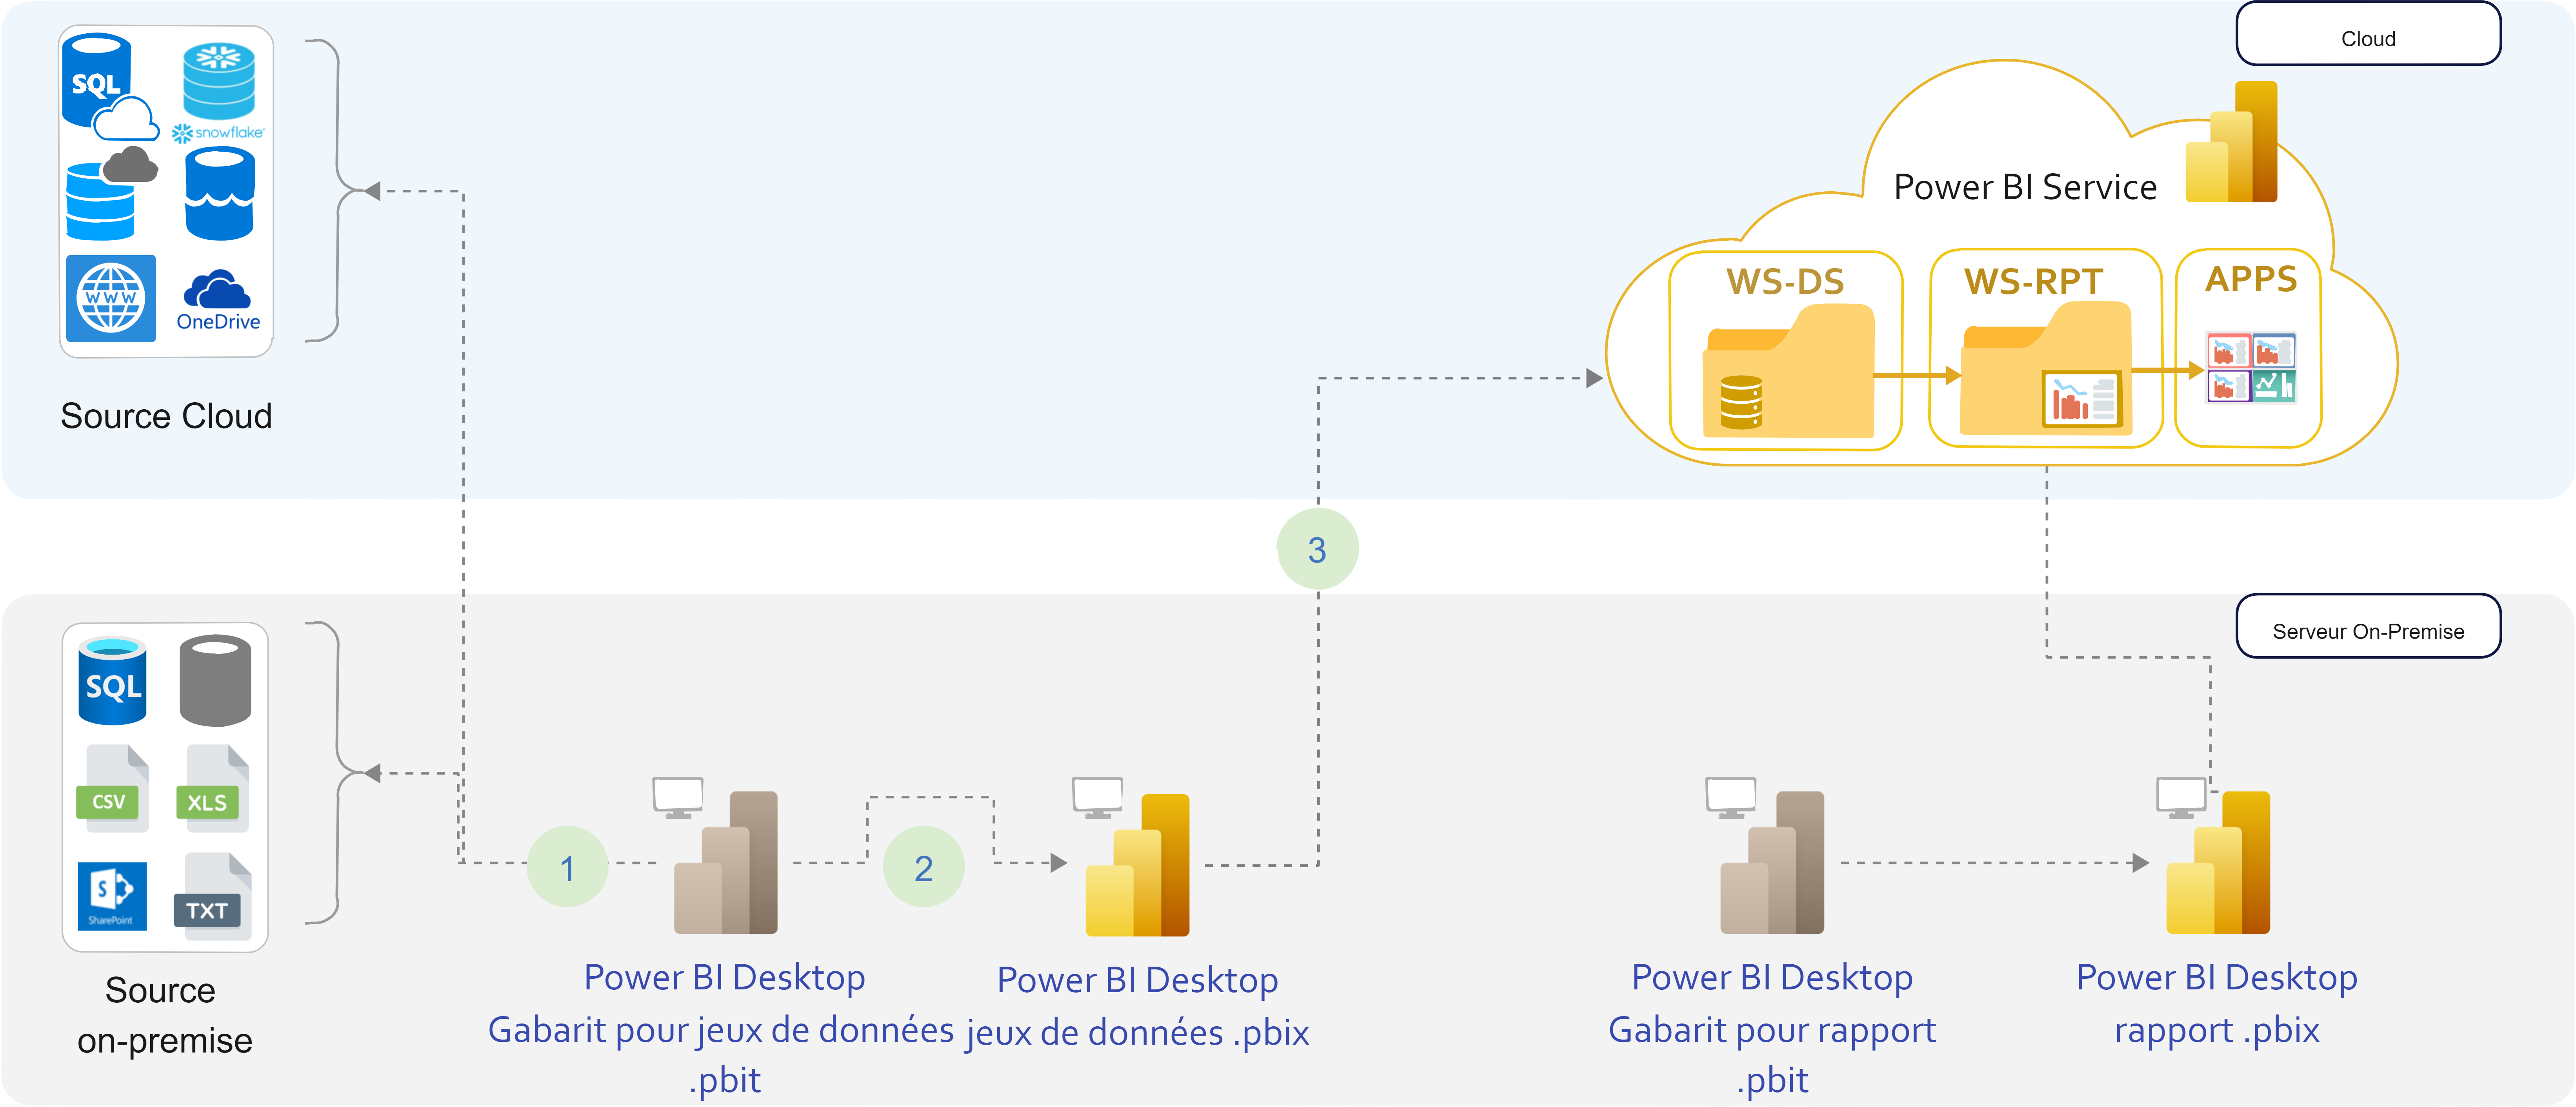 Cloud
SQL
snowflake
WWW
OneDrive
Source Cloud
Power BI Service
WS-DS
WS-RPT
APPS
3
Serveur On-Premise
SQL
CSV
XLS
S
SharePoint
TXT
Source
on-premise
1
2
Power BI Desktop
Gabarit pour jeux de données
.pbit
Power BI Desktop
jeux de données .pbix
Power BI Desktop
Gabarit pour rapport
.pbit
Power BI Desktop
rapport .pbix